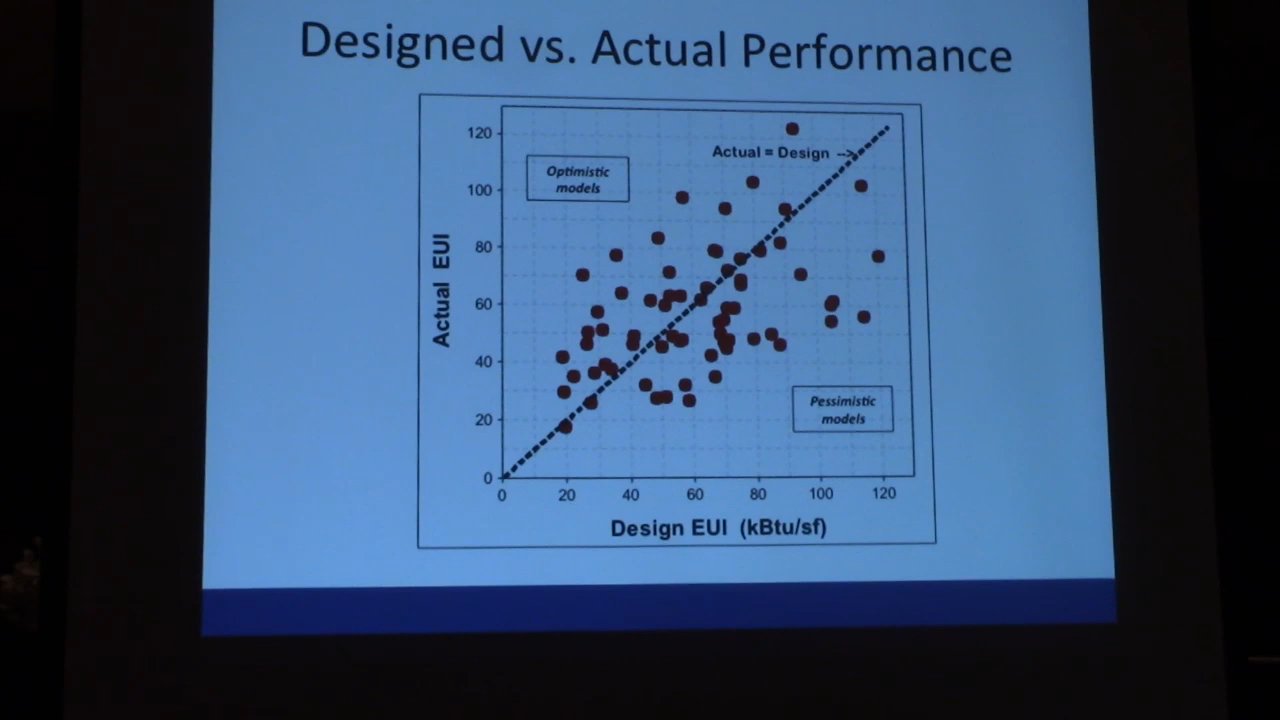 Designed vs. Actual Performance
120
100
80
60
40
20
0
Actual EUI
Optimistic
models
Actual = Design -->
Pessimistic
models
0 20 40 60 80 100 120
Design EUI (kBtu/sf)